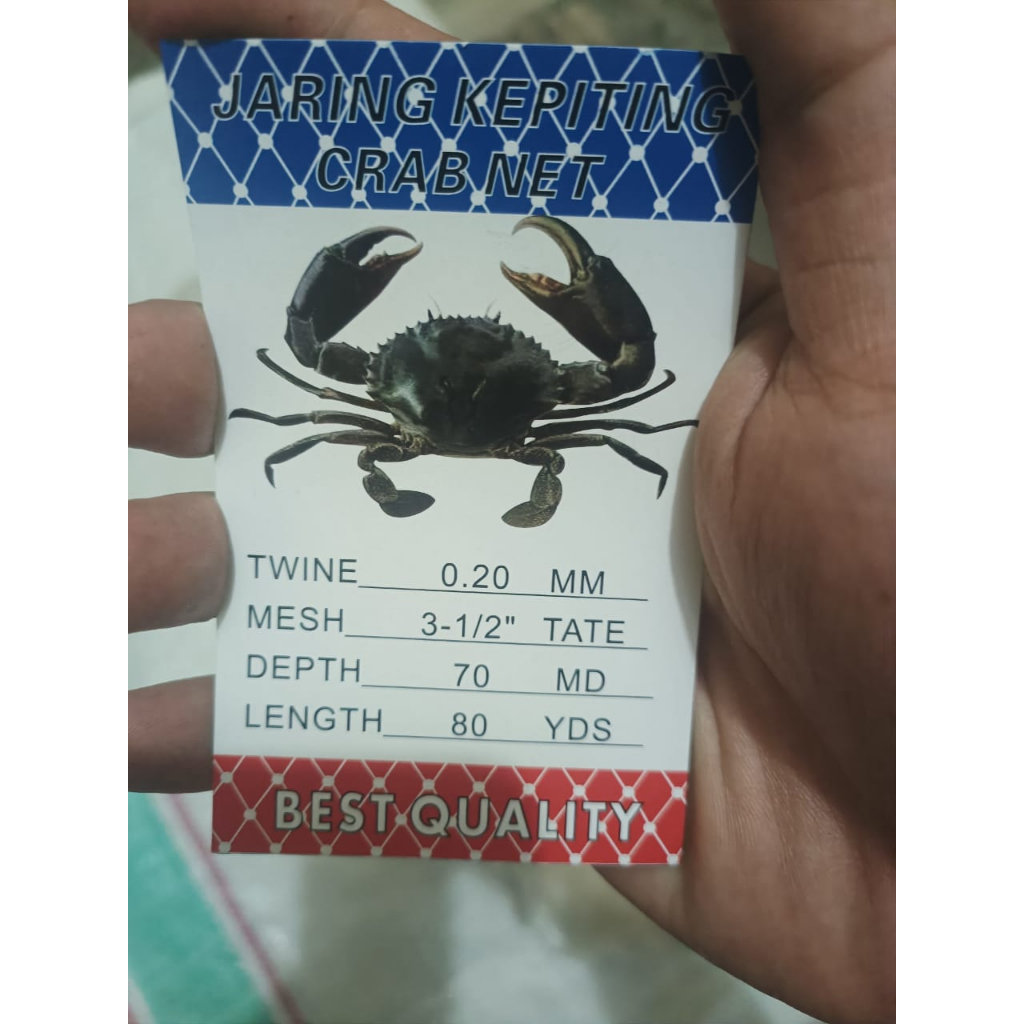 JARING KEPITING
CRAB NET
TWINE 0.20 MM
MESH 3-1/2" TATE
DEPTH 70 MD
LENGTH 80 YDS
BEST QUALITY